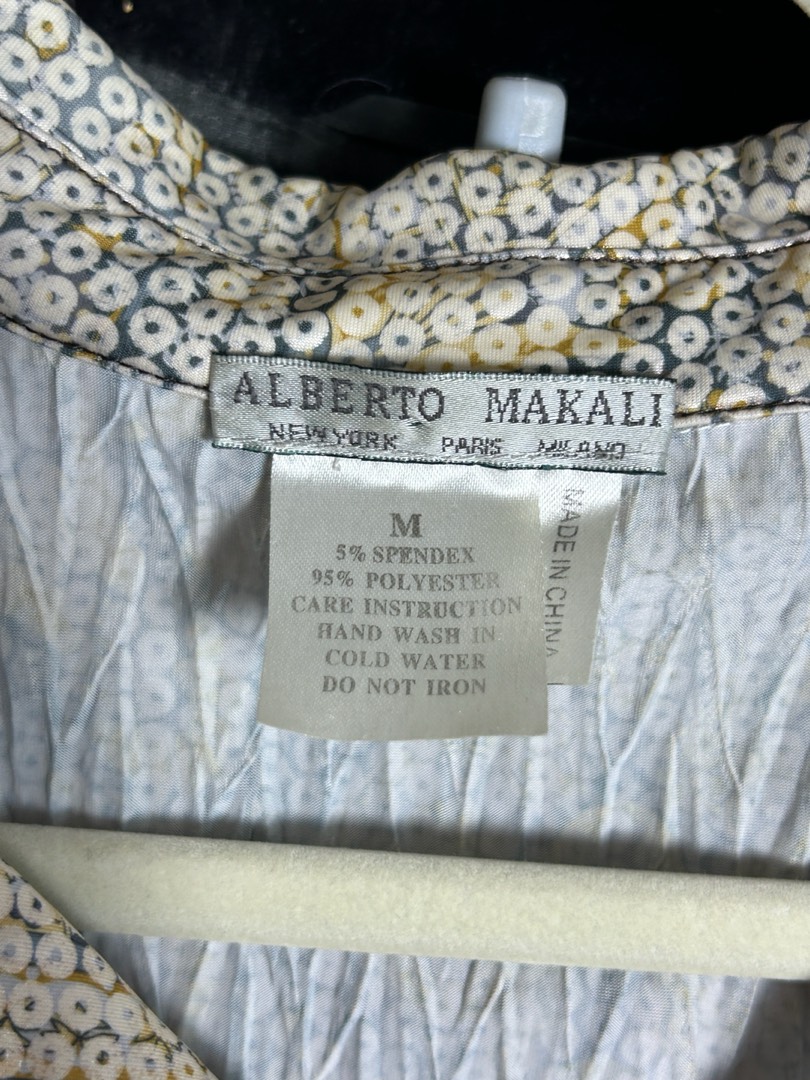 ALBERTO MAKALI
NEW YORK PARIS MILANO
M
5% SPENDEX
95% POLYESTER
CARE INSTRUCTION
HAND WASH IN
COLD WATER
DO NOT IRON
MADE IN CHINA